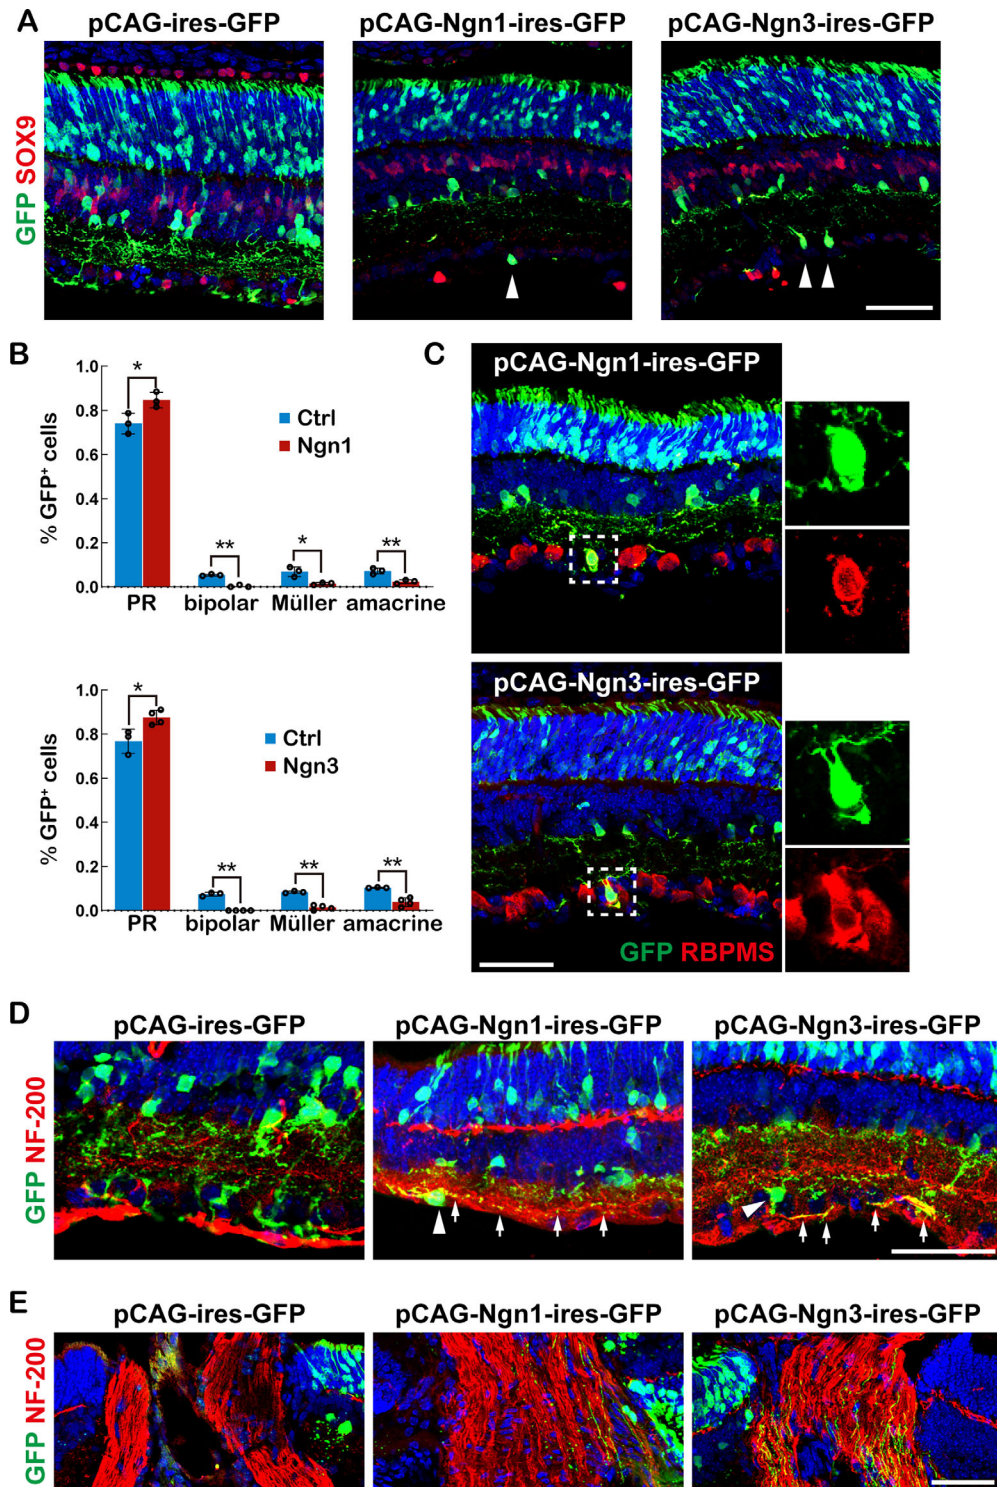 A
pCAG-ires-GFP
pCAG-Ngn1-ires-GFP
pCAG-Ngn3-ires-GFP
GFP SOX9
B
1.0
0.8
0.6
0.4
0.2
0.0
% GFP⁺ cells
*
**
*
**
Ctrl
Ngn1
PR
bipolar
Müller
amacrine
1.0
0.8
0.6
0.4
0.2
0.0
% GFP⁺ cells
*
**
**
**
Ctrl
Ngn3
PR
bipolar
Müller
amacrine
C
pCAG-Ngn1-ires-GFP
pCAG-Ngn3-ires-GFP
GFP RBPMS
D
pCAG-ires-GFP
pCAG-Ngn1-ires-GFP
pCAG-Ngn3-ires-GFP
GFP NF-200
E
pCAG-ires-GFP
pCAG-Ngn1-ires-GFP
pCAG-Ngn3-ires-GFP
GFP NF-200